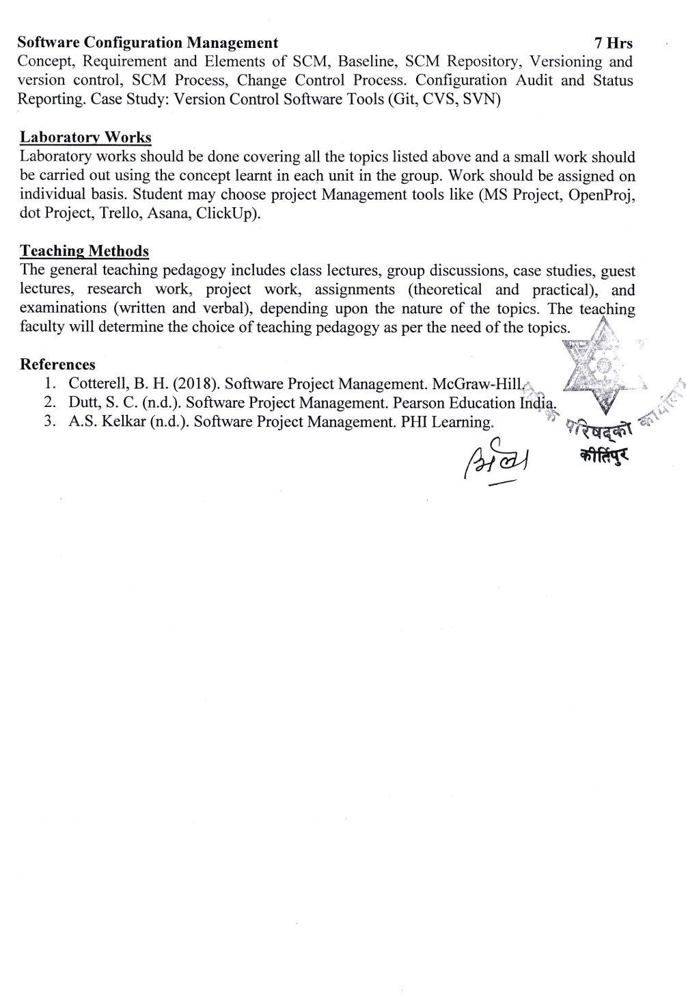 Software Configuration Management 7 Hrs
Concept, Requirement and Elements of SCM, Baseline, SCM Repository, Versioning and
version control, SCM Process, Change Control Process. Configuration Audit and Status
Reporting. Case Study: Version Control Software Tools (Git, CVS, SVN)
Laboratory Works
Laboratory works should be done covering all the topics listed above and a small work should
be carried out using the concept learnt in each unit in the group. Work should be assigned on
individual basis. Student may choose project Management tools like (MS Project, OpenProj,
dot Project, Trello, Asana, ClickUp).
Teaching Methods
The general teaching pedagogy includes class lectures, group discussions, case studies, guest
lectures, research work, project work, assignments (theoretical and practical), and
examinations (written and verbal), depending upon the nature of the topics. The teaching
faculty will determine the choice of teaching pedagogy as per the need of the topics.
References
1. Cotterell, B. H. (2018). Software Project Management. McGraw-Hill.
2. Dutt, S. C. (n.d.). Software Project Management. Pearson Education India.
3. A.S. Kelkar (n.d.). Software Project Management. PHI Learning.
परिषद्को
कीर्तिपुर